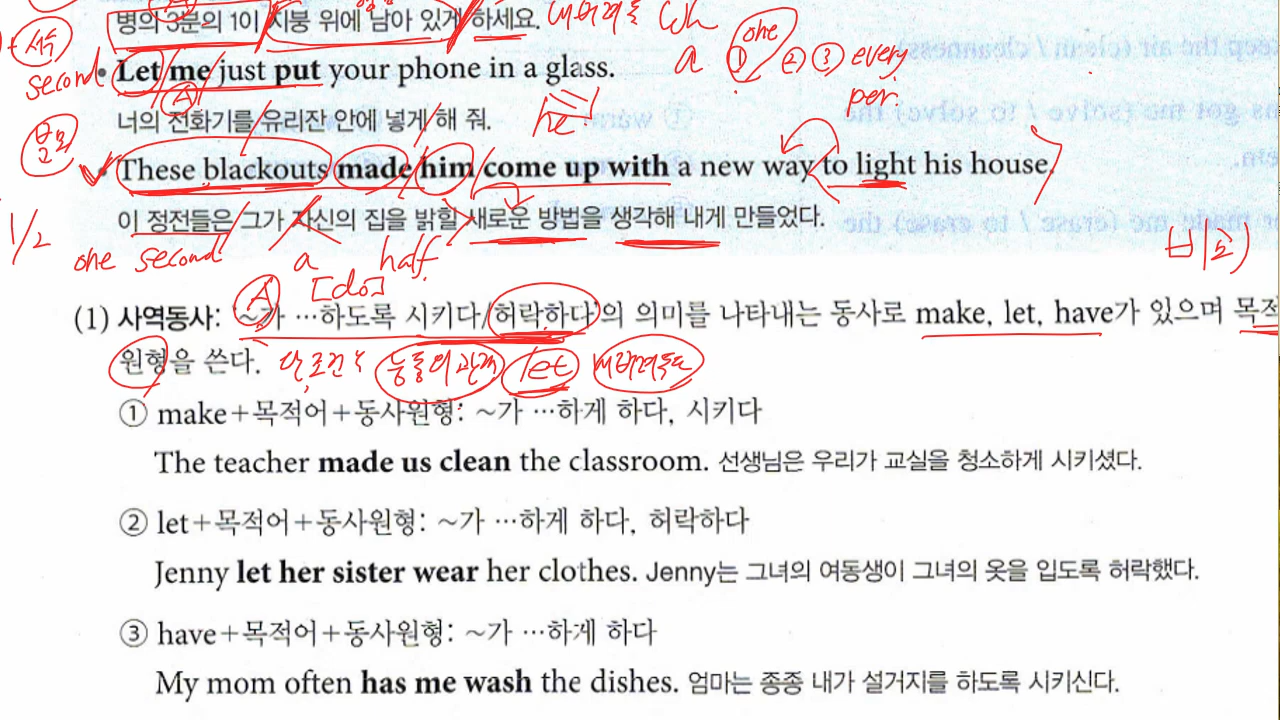 병의 3분의 1이 지붕 위에 남아 있게 하세요.
second
• Let me just put your phone in a glass.
a ① one ② ③ every
per
너의 전화기를 유리잔 안에 넣게 해 줘.
he
These blackouts made him come up with a new way to light his house.
이 정전들은 그가 자신의 집을 밝힐 새로운 방법을 생각해 내게 만들었다.
1/2
one second a half
A [do]
(1) 사역동사: ~가 …하도록 시키다/허락하다'의 의미를 나타내는 동사로 make, let, have가 있으며 목적
원형을 쓴다.
let
① make+목적어+동사원형: ~가 …하게 하다, 시키다
The teacher made us clean the classroom. 선생님은 우리가 교실을 청소하게 시키셨다.
② let+목적어+동사원형: ~가 …하게 하다, 허락하다
Jenny let her sister wear her clothes. Jenny는 그녀의 여동생이 그녀의 옷을 입도록 허락했다.
③ have+목적어+동사원형: ~가 …하게 하다
My mom often has me wash the dishes. 엄마는 종종 내가 설거지를 하도록 시키신다.